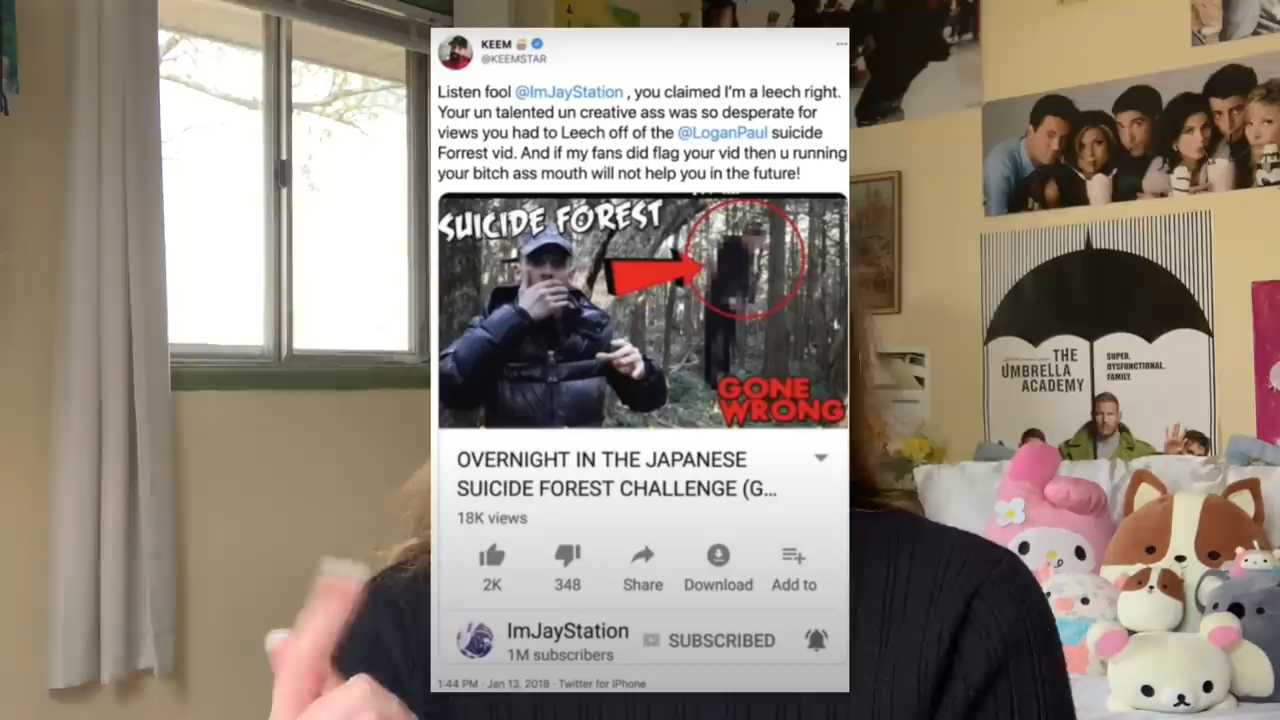 KEEM
@KEEMSTAR
Listen fool @ImJayStation , you claimed I'm a leech right.
Your un talented un creative ass was so desperate for
views you had to Leech off of the @LoganPaul suicide
Forrest vid. And if my fans did flag your vid then u running
your bitch ass mouth will not help you in the future!
SUICIDE FOREST
GONE
WRONG
OVERNIGHT IN THE JAPANESE
SUICIDE FOREST CHALLENGE (G...
18K views
2K 348 Share Download Add to
ImJayStation
1M subscribers
SUBSCRIBED
1:44 PM · Jan 13, 2018 · Twitter for iPhone
THE
UMBRELLA
ACADEMY
SUPER.
DYSFUNCTIONAL.
FAMILY.